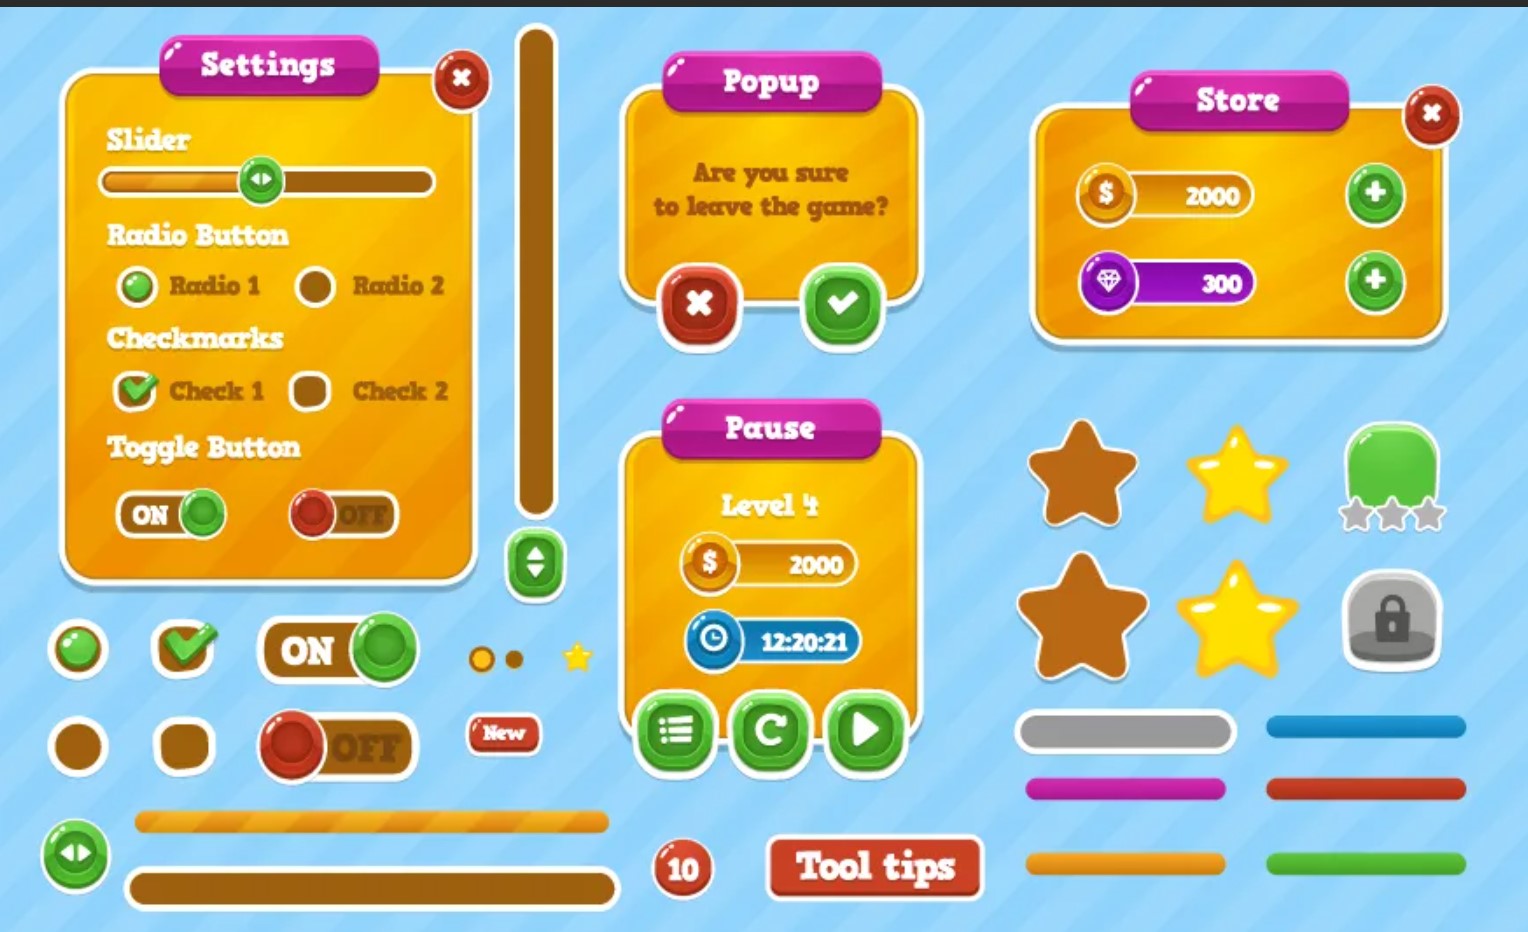 Settings
Slider
Radio Button
Radio 1
Radio 2
Checkmarks
Check 1
Check 2
Toggle Button
ON
OFF
ON
OFF
New
Popup
Are you sure
to leave the game?
Pause
Level 4
$ 2000
12:20:21
10
Tool tips
Store
$ 2000
300